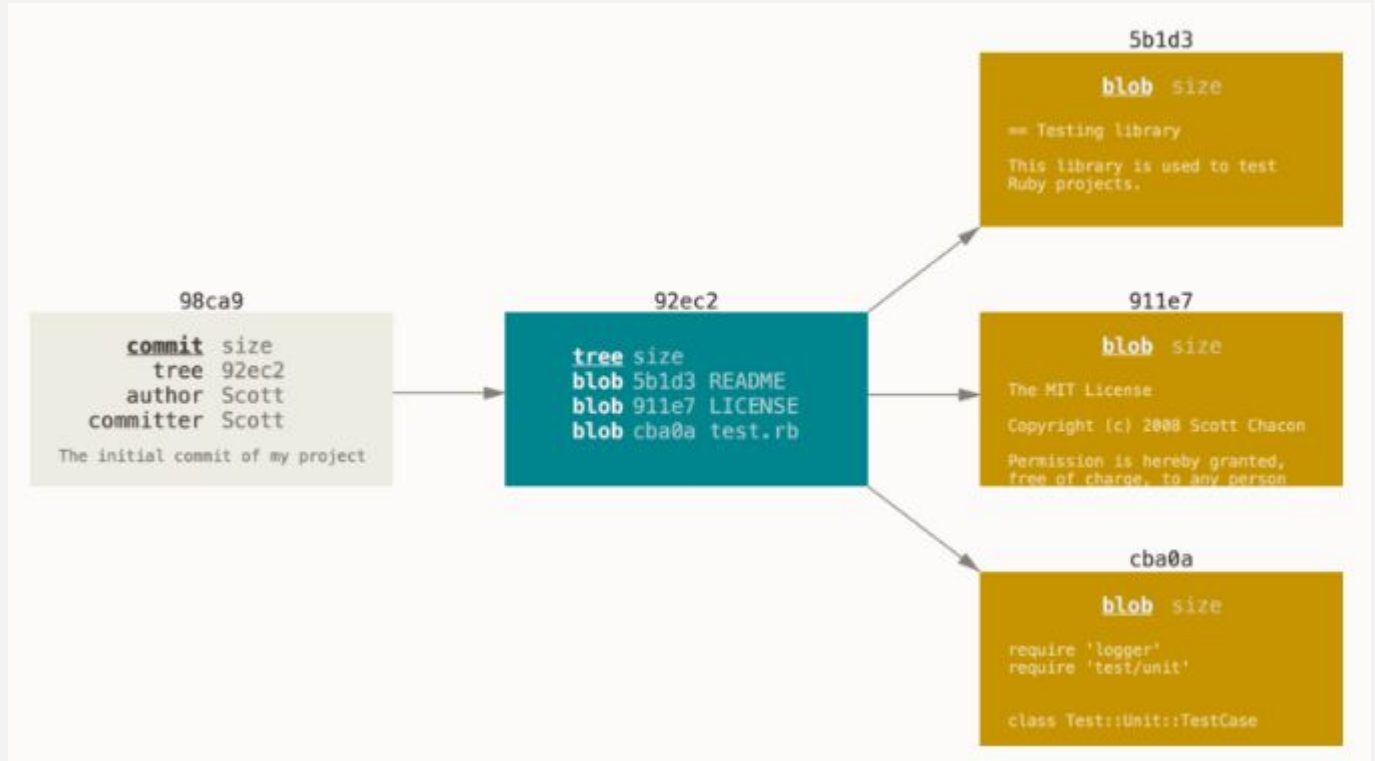 98ca9
commit size
tree 92ec2
author Scott
committer Scott
The initial commit of my project
92ec2
tree size
blob 5b1d3 README
blob 911e7 LICENSE
blob cba0a test.rb
5b1d3
blob size
== Testing library
This library is used to test
Ruby projects.
911e7
blob size
The MIT License
Copyright (c) 2008 Scott Chacon
Permission is hereby granted,
free of charge, to any person
cba0a
blob size
require 'logger'
require 'test/unit'
class Test::Unit::TestCase